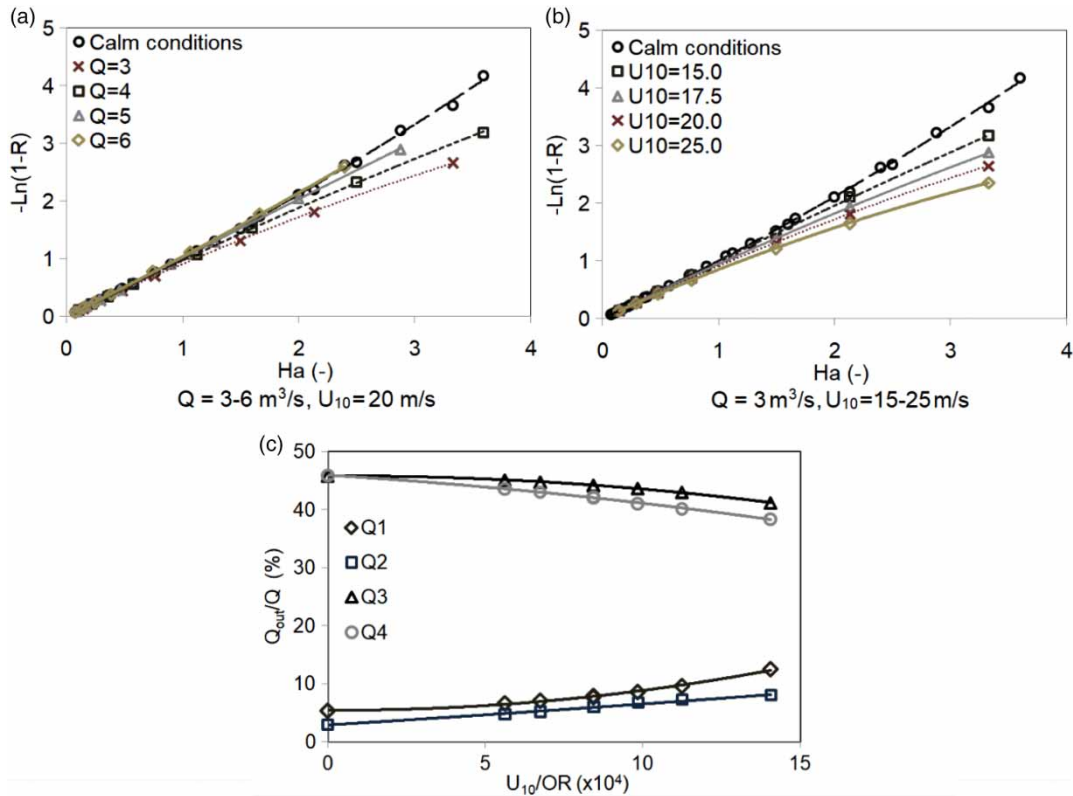 (a)
Calm conditions
Q=3
Q=4
Q=5
Q=6
5
4
3
2
1
0
-Ln(1-R)
0 1 2 3 4
Ha (-)
Q = 3-6 m³/s, U₁₀= 20 m/s
(b)
Calm conditions
U10=15.0
U10=17.5
U10=20.0
U10=25.0
5
4
3
2
1
0
-Ln(1-R)
0 1 2 3 4
Ha (-)
Q = 3 m³/s, U₁₀=15-25 m/s
(c)
50
40
30
20
10
0
Qout/Q (%)
Q1
Q2
Q3
Q4
0 5 10 15
U₁₀/OR (x10⁴)